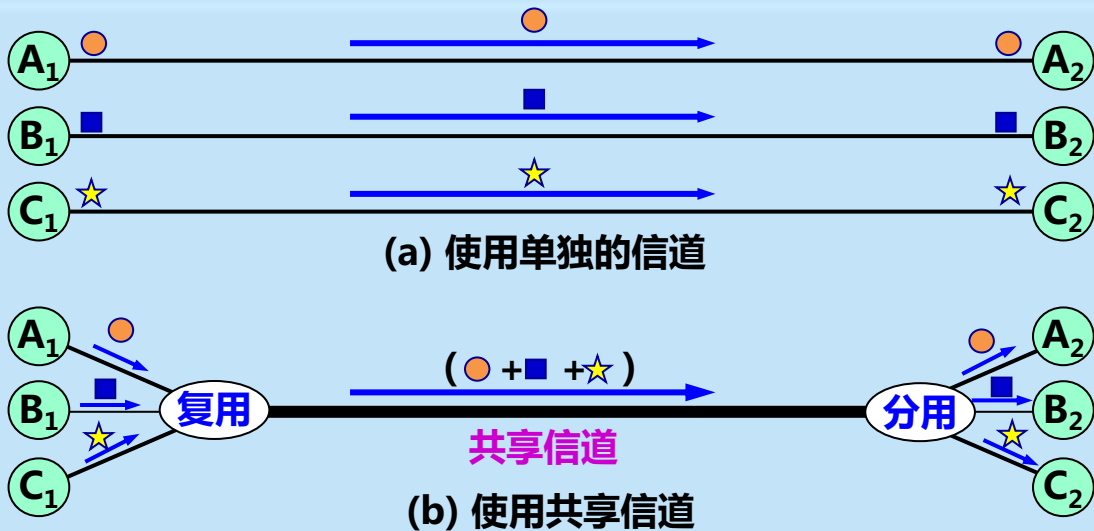 A₁ A₂
B₁ B₂
C₁ C₂
(a) 使用单独的信道
A₁ A₂
( + + )
B₁ 复用 分用 B₂
共享信道
C₁ C₂
(b) 使用共享信道